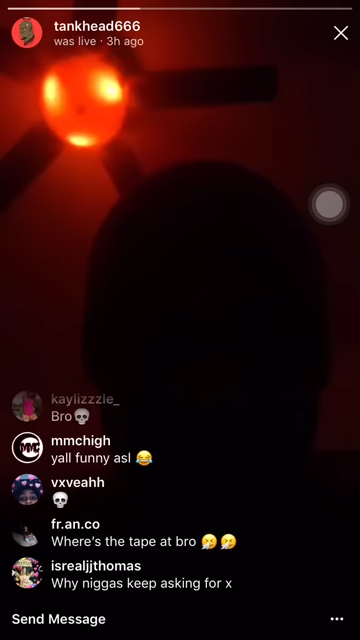 tankhead666
was live · 3h ago
kaylizzzle_
Bro💀
mmchigh
yall funny asl 😂
vxveahh
💀
fr.an.co
Where's the tape at bro 🤧🤧
isrealjjthomas
Why niggas keep asking for x
Send Message